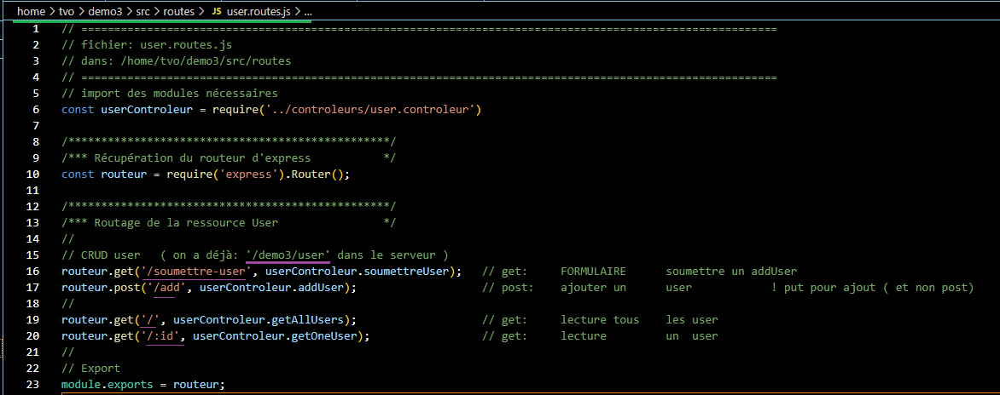 home > tvo > demo3 > src > routes > JS user.routes.js > ...
1 // ==========================================================================================================
2 // fichier: user.routes.js
3 // dans: /home/tvo/demo3/src/routes
4 // ==========================================================================================================
5 // import des modules nécessaires
6 const userControleur = require('../controleurs/user.controleur')
7
8 /*************************************************/
9 /*** Récupération du routeur d'express           */
10 const routeur = require('express').Router();
11
12 /*************************************************/
13 /*** Routage de la ressource User                */
14 //
15 // CRUD user   ( on a déjà: '/demo3/user' dans le serveur )
16 routeur.get('/soumettre-user', userControleur.soumettreUser);   // get:     FORMULAIRE      soumettre un addUser
17 routeur.post('/add', userControleur.addUser);                   // post:    ajouter un      user            ! put pour ajout ( et non post)
18 //
19 routeur.get('/', userControleur.getAllUsers);                   // get:     lecture tous    les user
20 routeur.get('/:id', userControleur.getOneUser);                 // get:     lecture         un  user
21 //
22 // Export
23 module.exports = routeur;